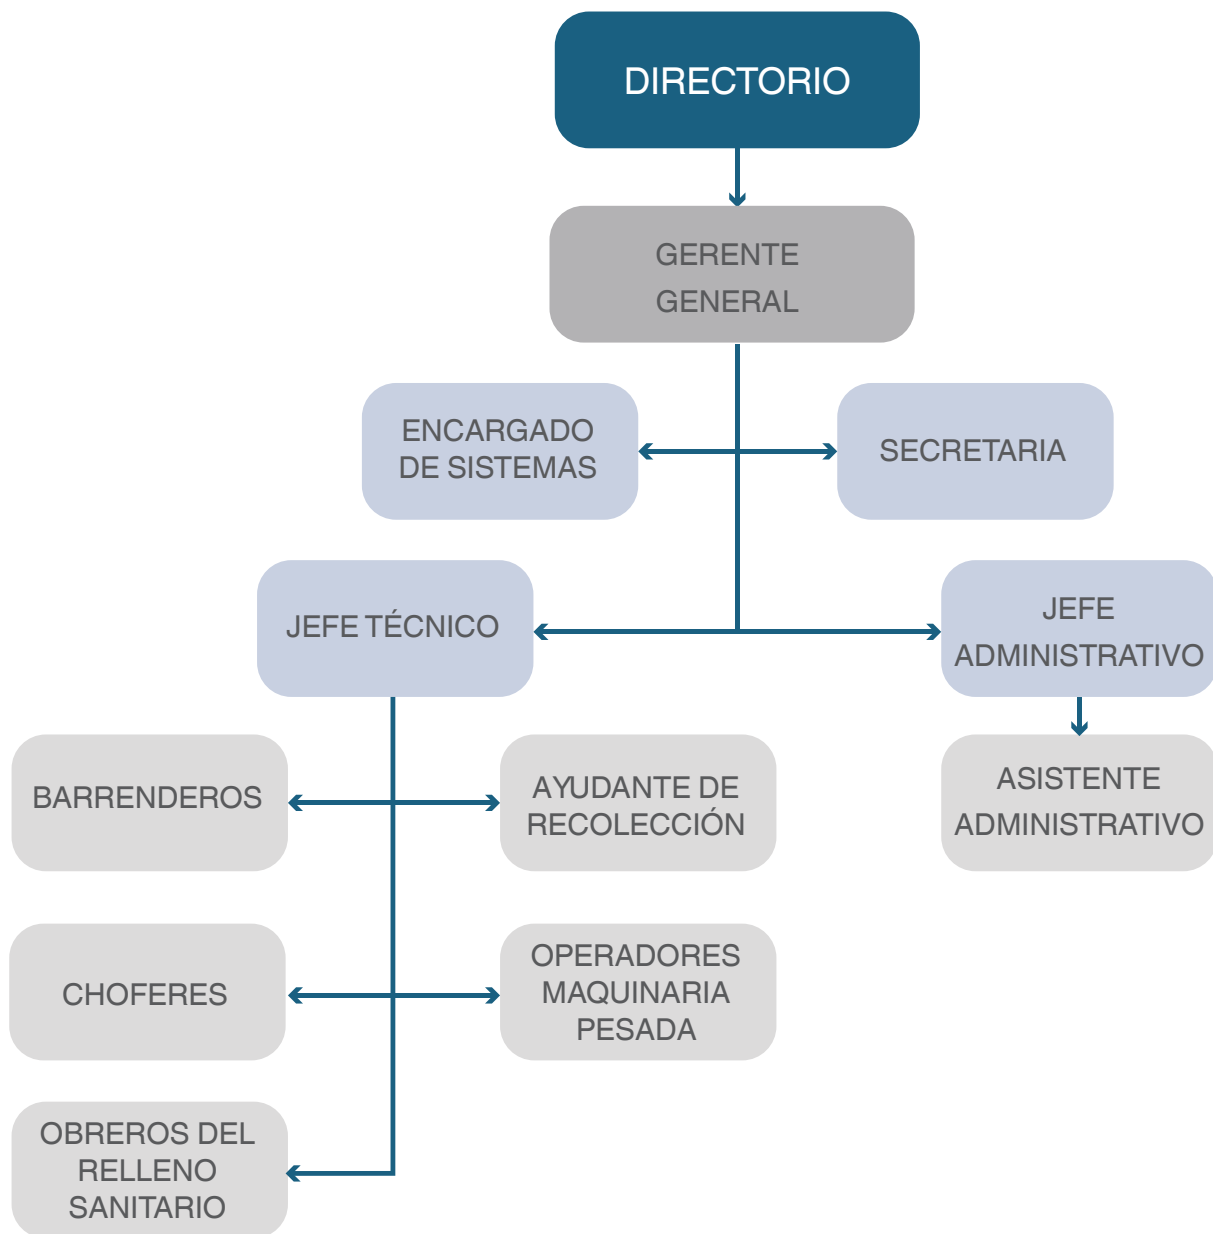 DIRECTORIO
GERENTE
GENERAL
ENCARGADO
DE SISTEMAS
SECRETARIA
JEFE TÉCNICO
JEFE
ADMINISTRATIVO
BARRENDEROS
AYUDANTE DE
RECOLECCIÓN
ASISTENTE
ADMINISTRATIVO
CHOFERES
OPERADORES
MAQUINARIA
PESADA
OBREROS DEL
RELLENO
SANITARIO